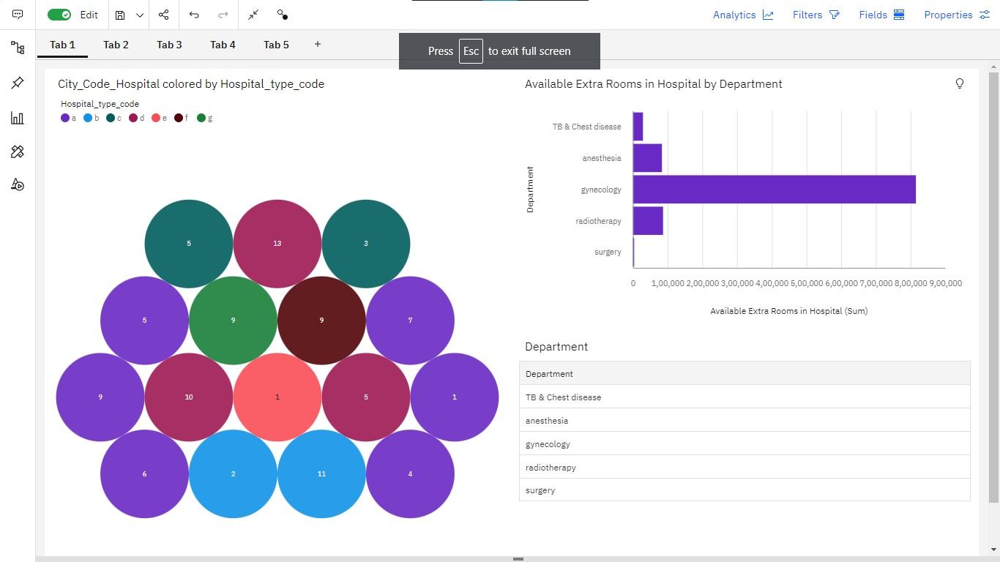 Edit
Analytics
Filters
Fields
Properties
Tab 1
Tab 2
Tab 3
Tab 4
Tab 5
+
Press Esc to exit full screen
City_Code_Hospital colored by Hospital_type_code
Hospital_type_code
a b c d e f g
5 13 3
5 9 9 7
9 10 1 5 1
6 2 11 4
Available Extra Rooms in Hospital by Department
Department
TB & Chest disease
anesthesia
gynecology
radiotherapy
surgery
0 1,00,000 2,00,000 3,00,000 4,00,000 5,00,000 6,00,000 7,00,000 8,00,000 9,00,000
Available Extra Rooms in Hospital (Sum)
Department
Department
TB & Chest disease
anesthesia
gynecology
radiotherapy
surgery